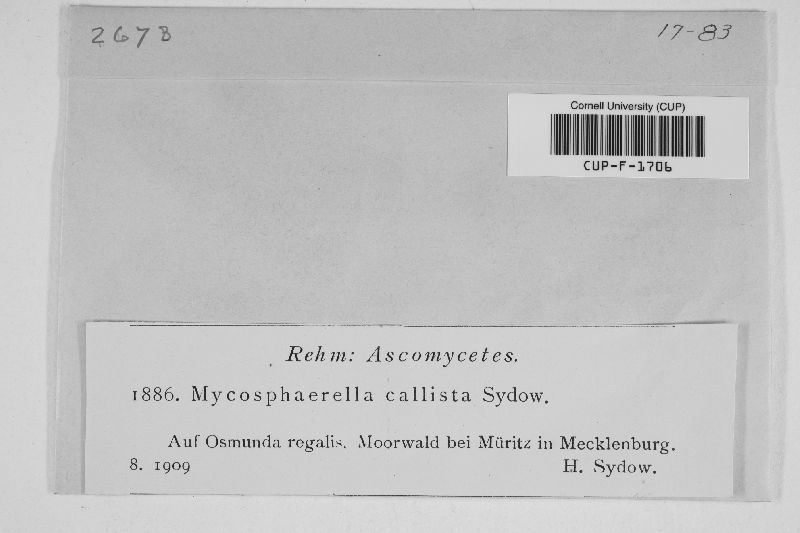 2673
17-83
Cornell University (CUP)
CUP-F-1706
Rehm: Ascomycetes.
1886. Mycosphaerella callista Sydow.
Auf Osmunda regalis. Moorwald bei Müritz in Mecklenburg.
8. 1909 H. Sydow.